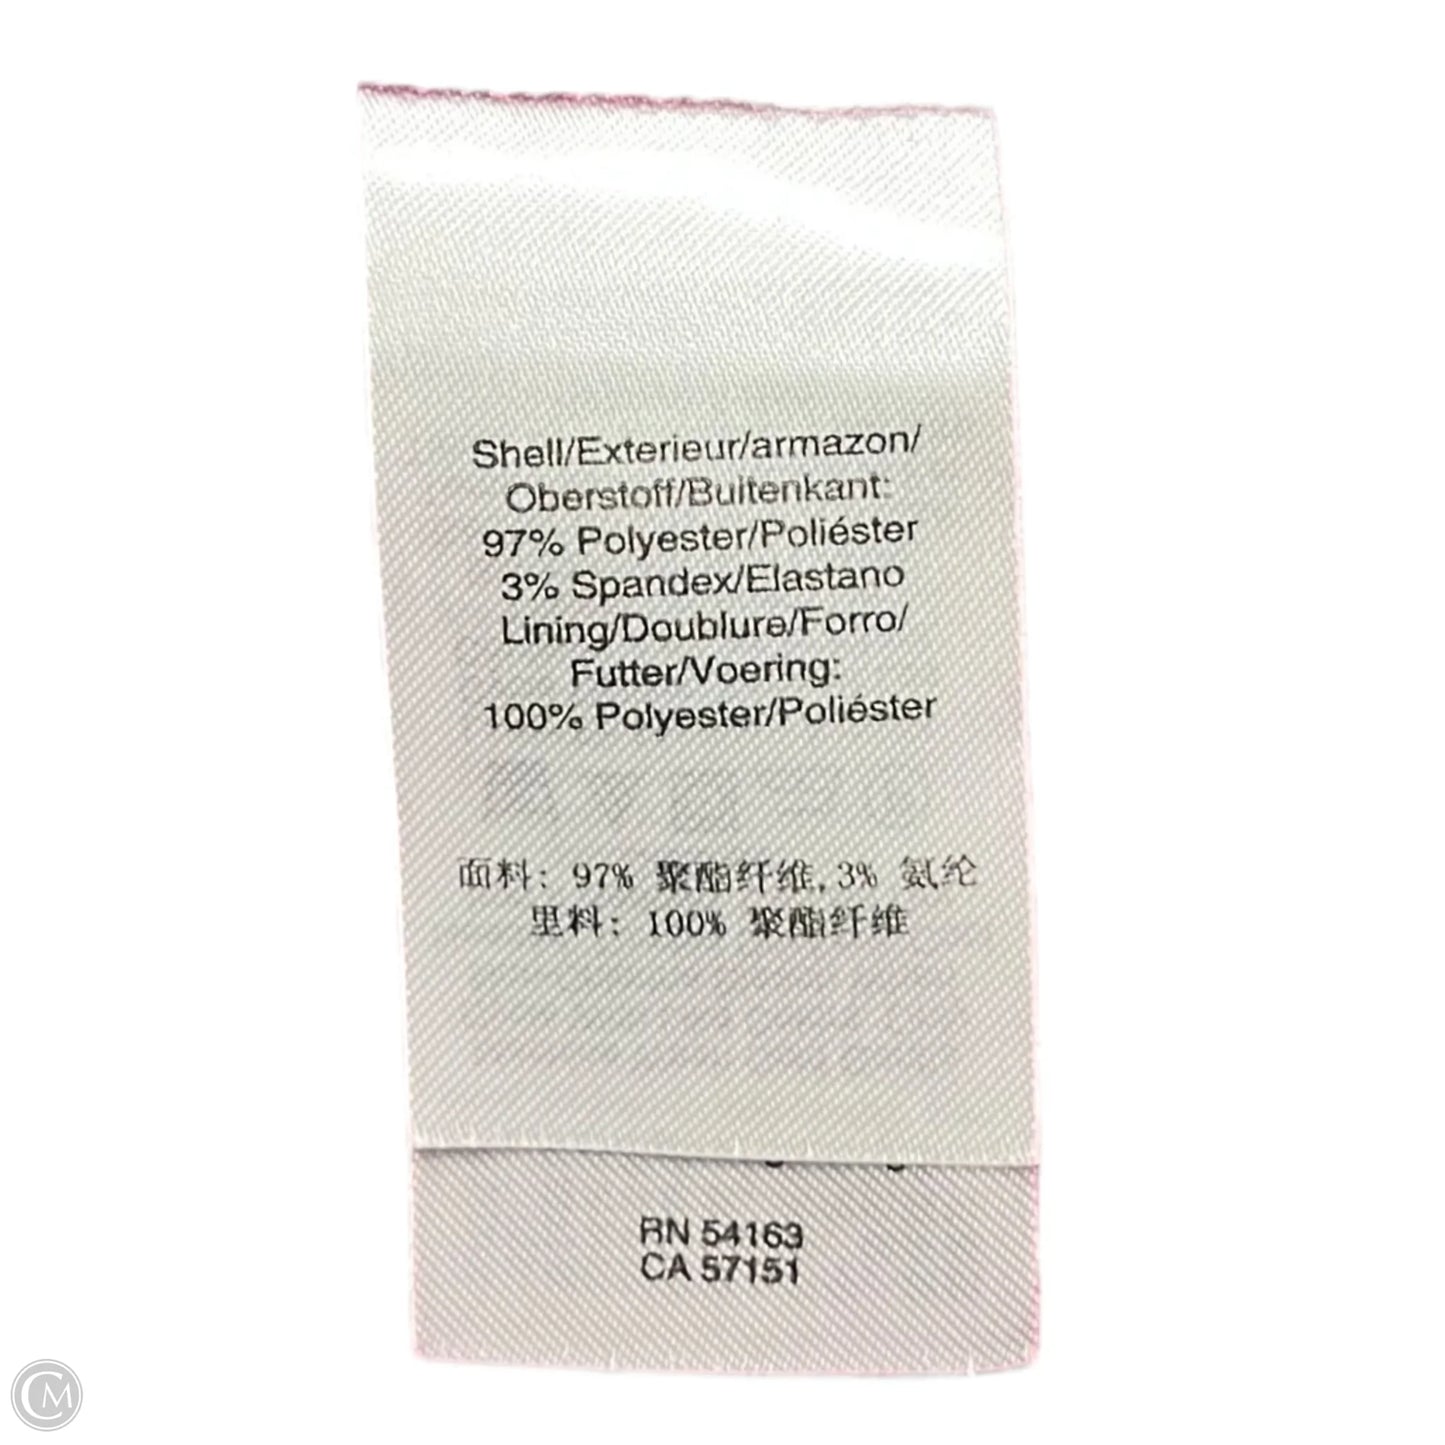 Shell/Exterieur/armazon/
Oberstoff/Buitenkant:
97% Polyester/Poliéster
3% Spandex/Elastano
Lining/Doublure/Forro/
Futter/Voering:
100% Polyester/Poliéster
面料: 97% 聚酯纤维,3% 氨纶
里料: 100% 聚酯纤维
RN 54163
CA 57151
CM